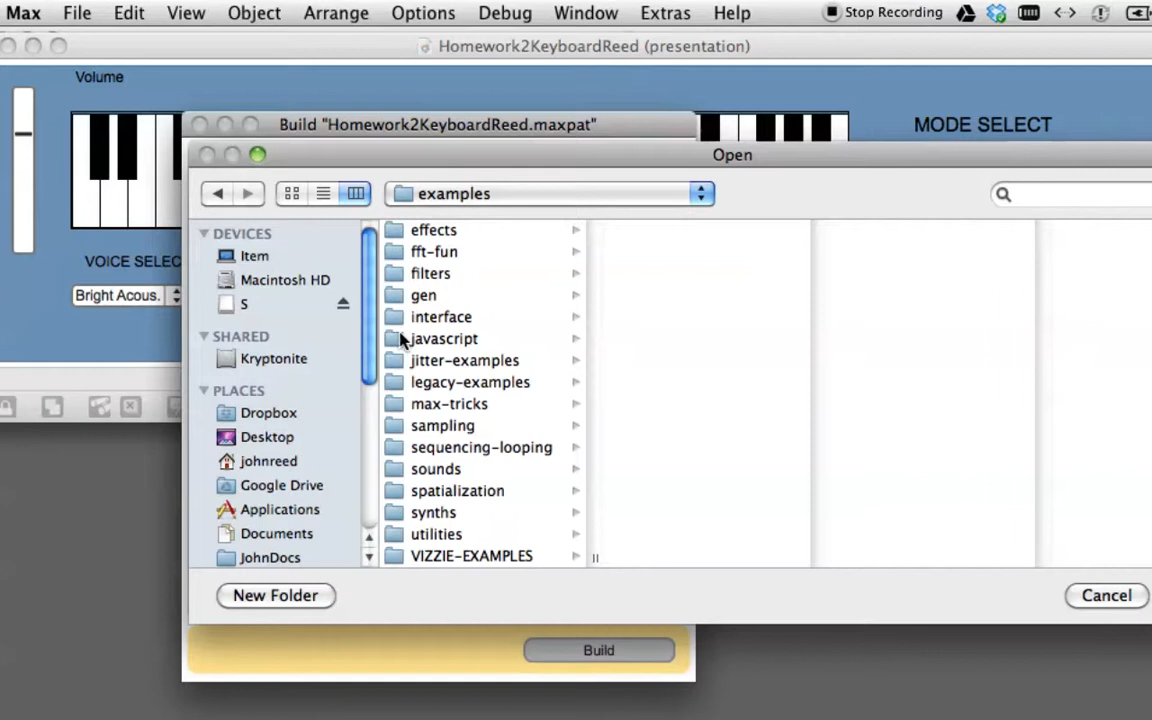 Max File Edit View Object Arrange Options Debug Window Extras Help Stop Recording
Homework2KeyboardReed (presentation)
Volume
Build "Homework2KeyboardReed.maxpat"
MODE SELECT
Open
examples
DEVICES
Item
Macintosh HD
S
SHARED
Kryptonite
PLACES
Dropbox
Desktop
johnreed
Google Drive
Applications
Documents
JohnDocs
effects
fft-fun
filters
gen
interface
javascript
jitter-examples
legacy-examples
max-tricks
sampling
sequencing-looping
sounds
spatialization
synths
utilities
VIZZIE-EXAMPLES
VOICE SELEC
Bright Acous.
New Folder
Cancel
Build